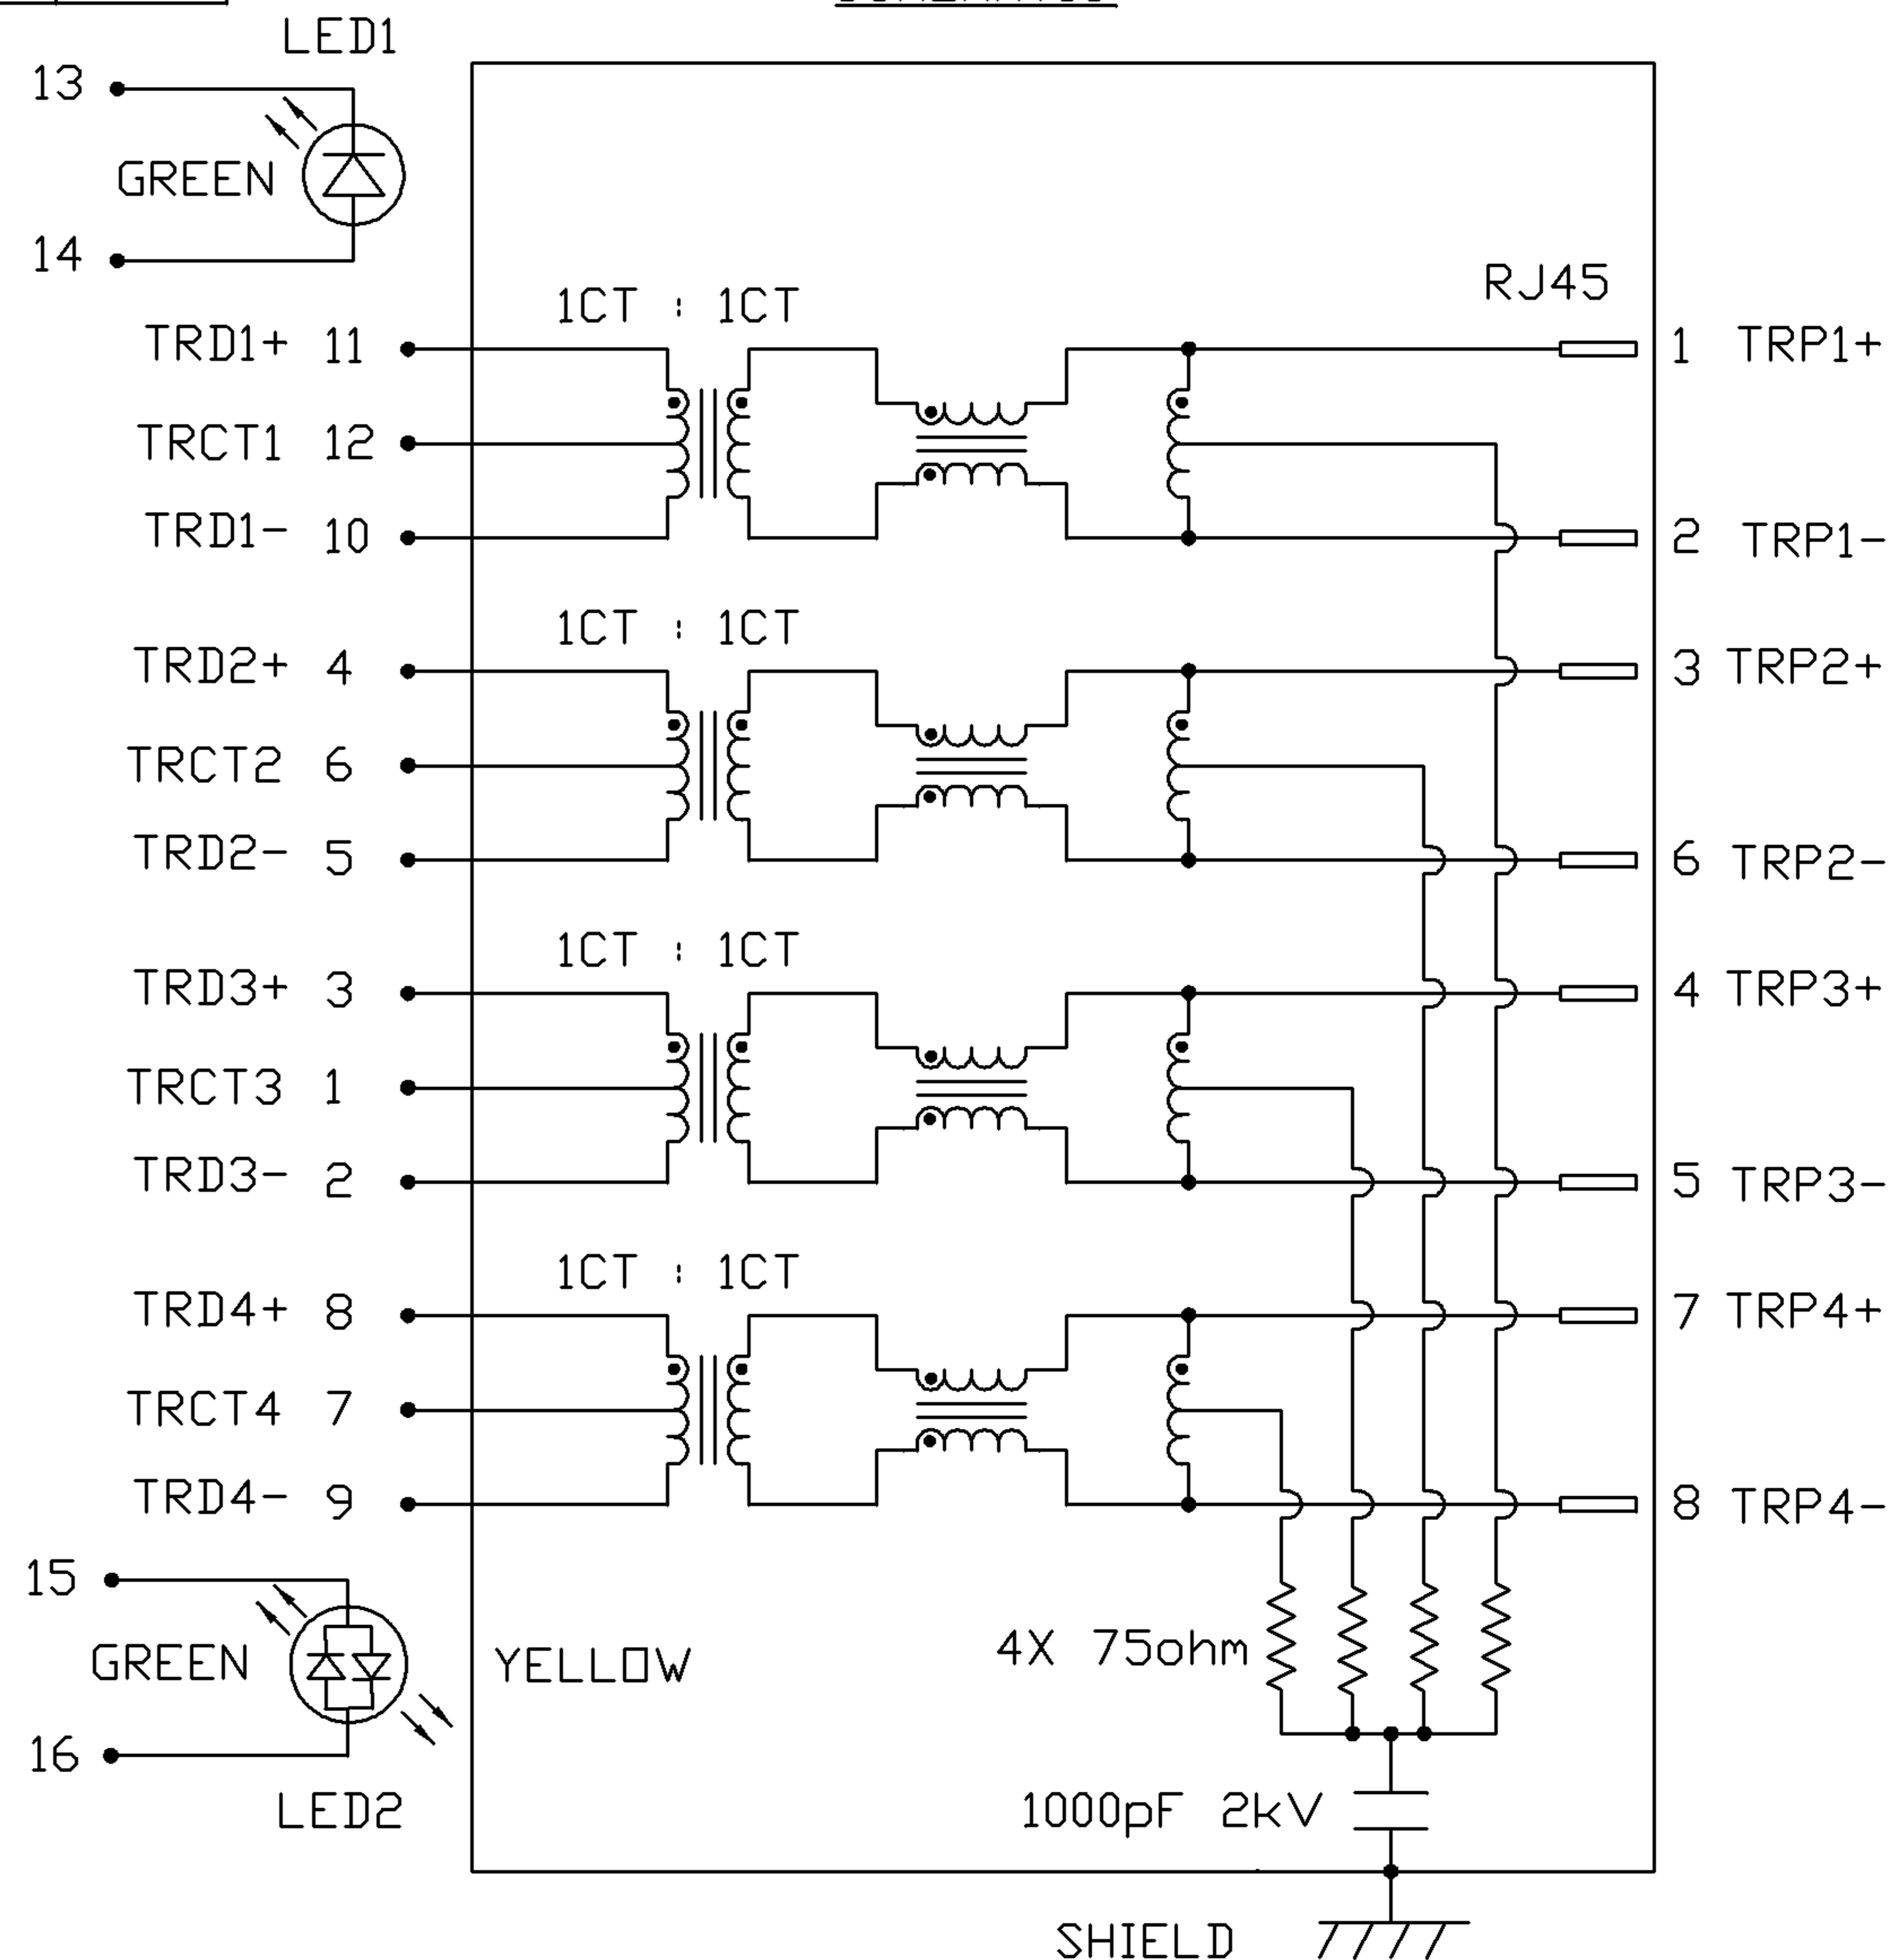 LED1
13
GREEN
14
RJ45
1CT : 1CT
TRD1+ 11
1 TRP1+
TRCT1 12
TRD1- 10
2 TRP1-
1CT : 1CT
TRD2+ 4
3 TRP2+
TRCT2 6
TRD2- 5
6 TRP2-
1CT : 1CT
TRD3+ 3
4 TRP3+
TRCT3 1
TRD3- 2
5 TRP3-
1CT : 1CT
TRD4+ 8
7 TRP4+
TRCT4 7
TRD4- 9
8 TRP4-
15
GREEN
YELLOW
4X 75ohm
16
LED2
1000pF 2kV
SHIELD